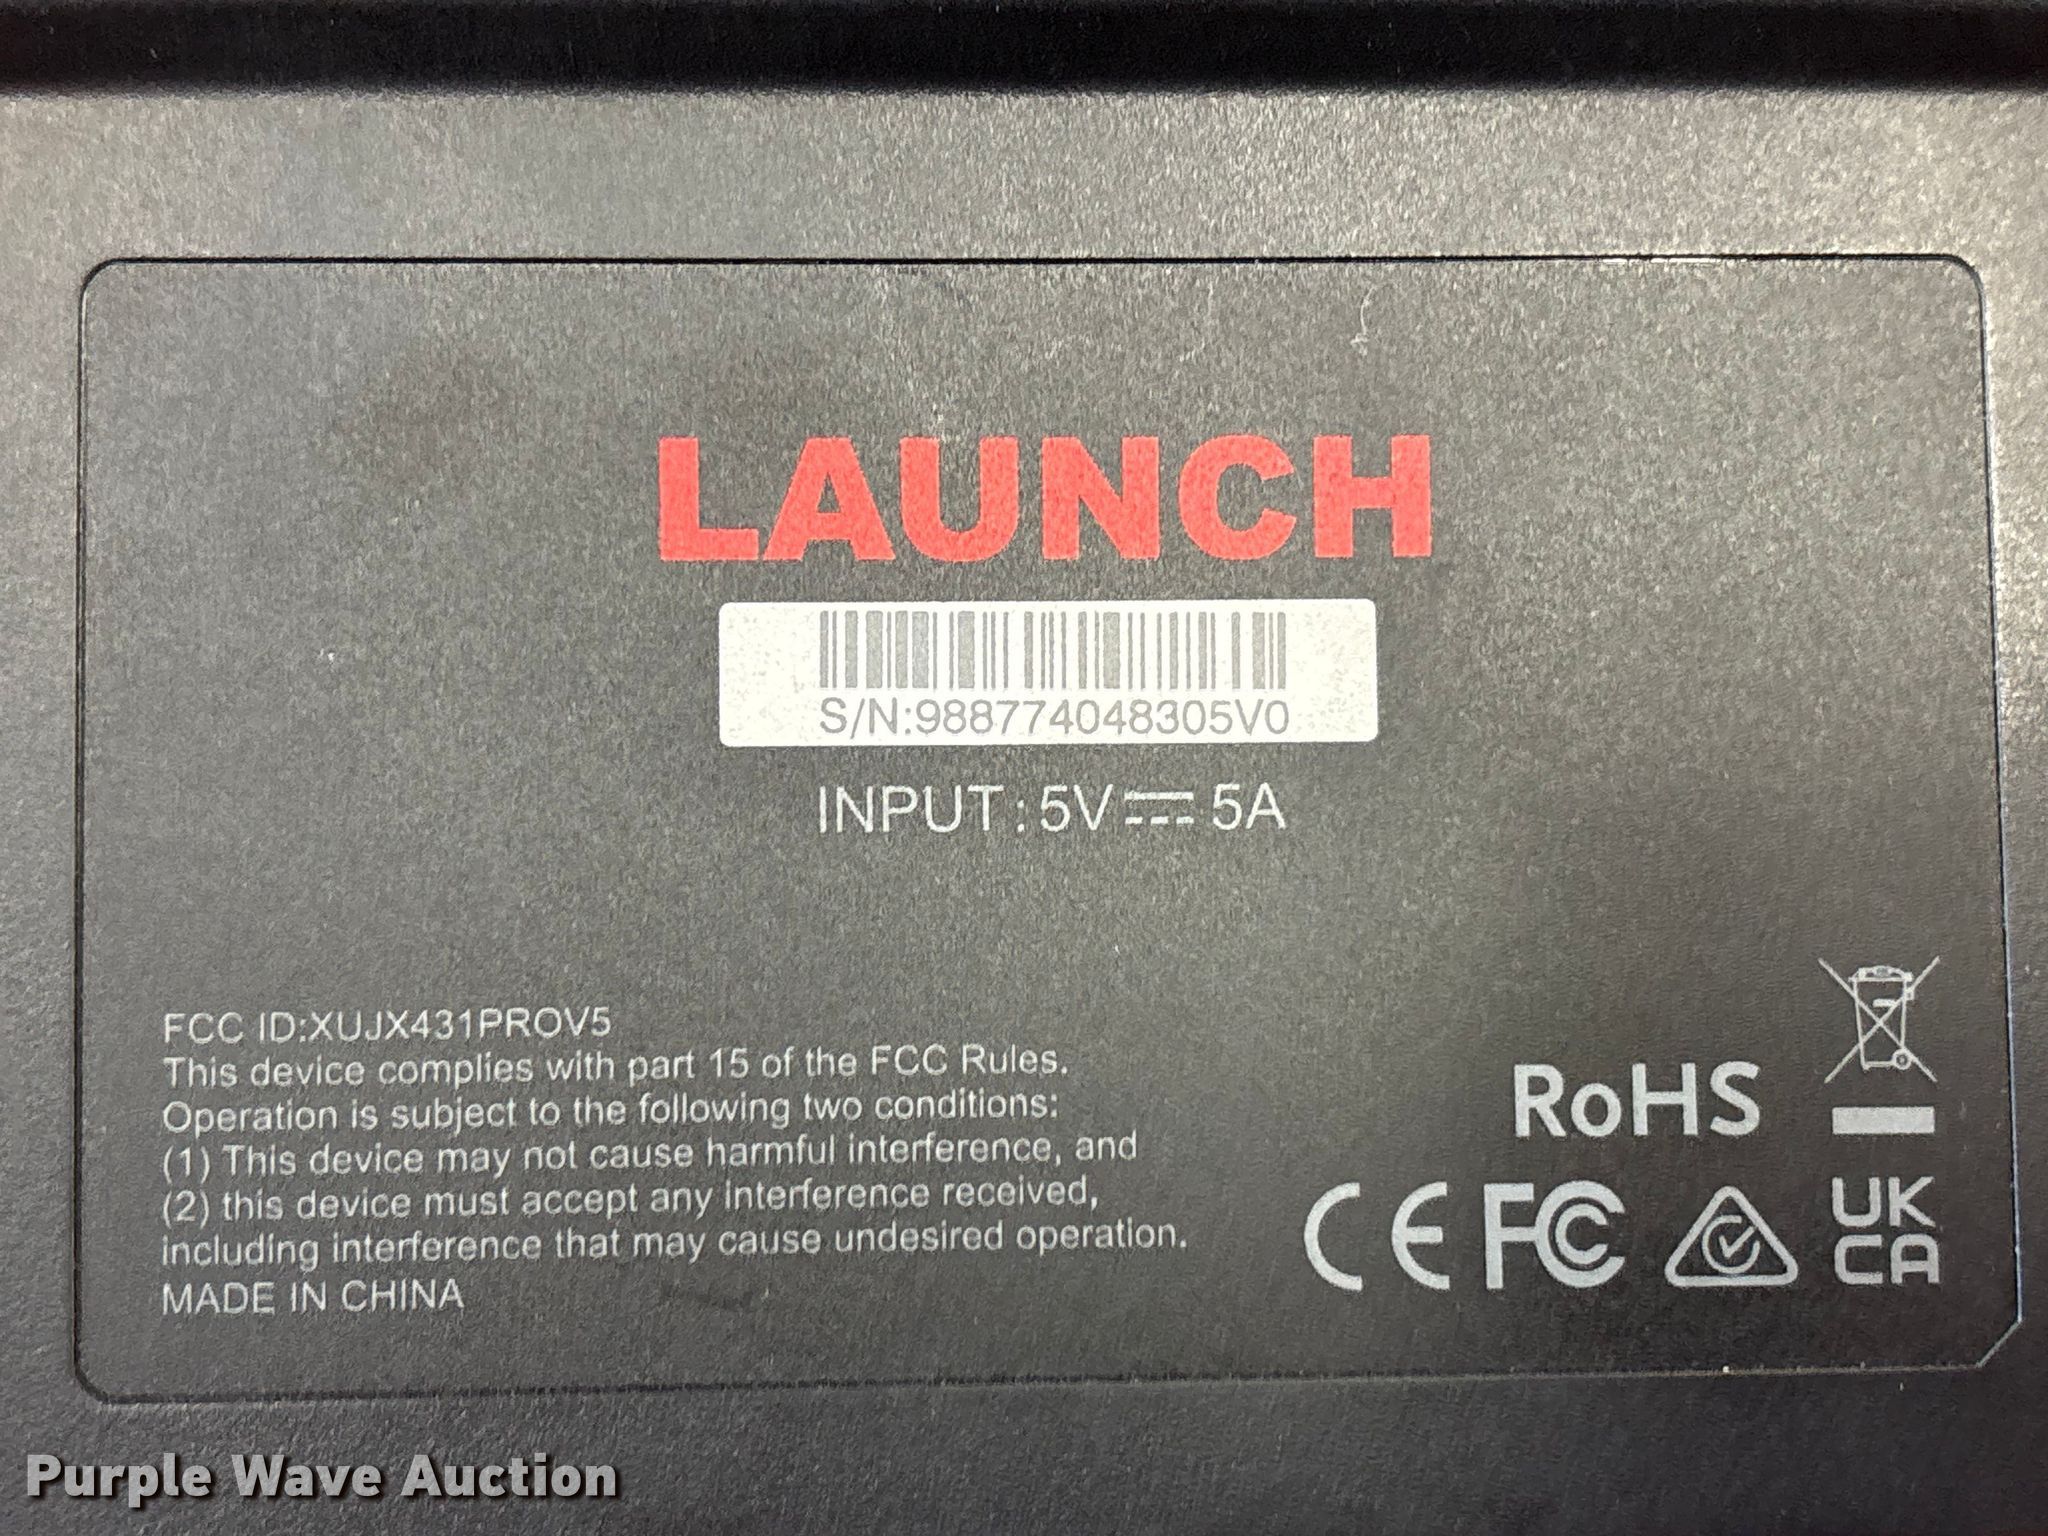 LAUNCH
S/N:988774048305V0
INPUT : 5V⎓5A
FCC ID:XUJX431PROV5
This device complies with part 15 of the FCC Rules.
Operation is subject to the following two conditions:
(1) This device may not cause harmful interference, and
(2) this device must accept any interference received,
including interference that may cause undesired operation.
MADE IN CHINA
RoHS
CE FC UK
CA
Purple Wave Auction